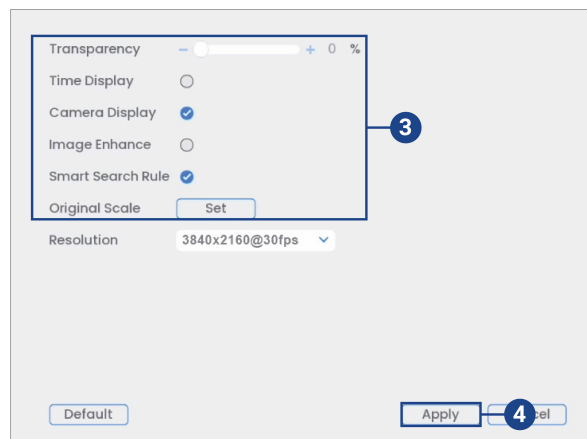 Transparency - + 0 %
Time Display
Camera Display
Image Enhance
Smart Search Rule
Original Scale Set
Resolution 3840x2160@30fps
3
Default Apply 4 cel